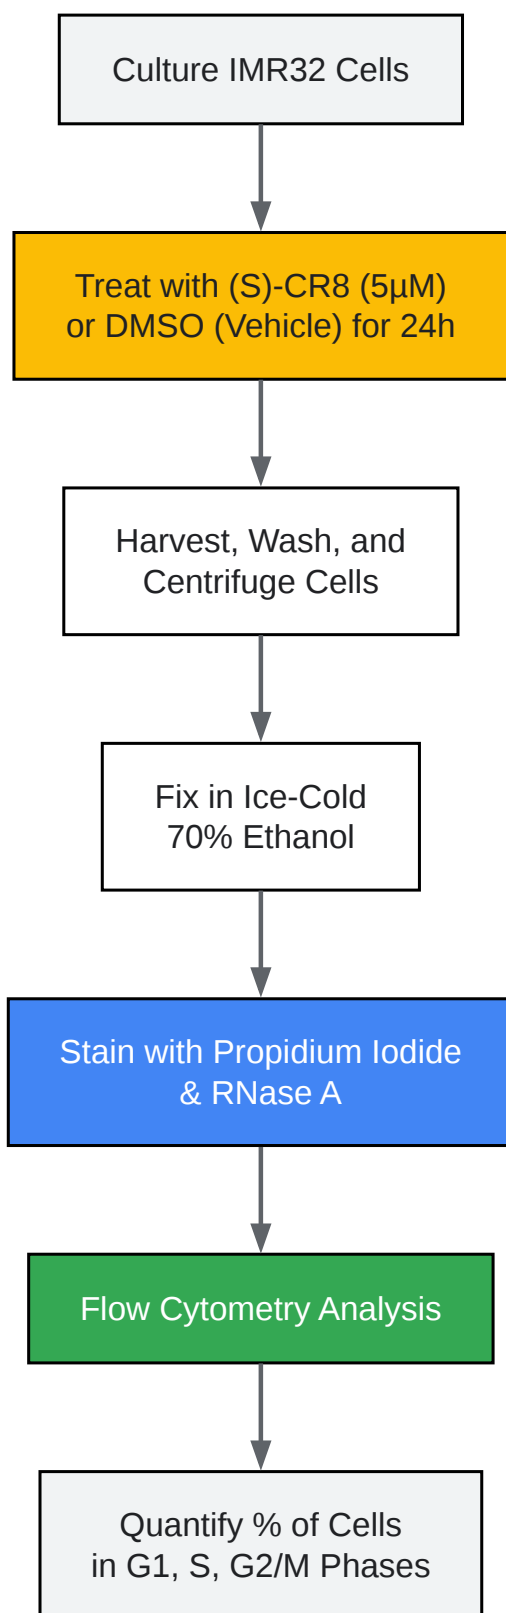 Culture IMR32 Cells
Treat with (S)-CR8 (5µM)
or DMSO (Vehicle) for 24h
Harvest, Wash, and
Centrifuge Cells
Fix in Ice-Cold
70% Ethanol
Stain with Propidium Iodide
& RNase A
Flow Cytometry Analysis
Quantify % of Cells
in G1, S, G2/M Phases